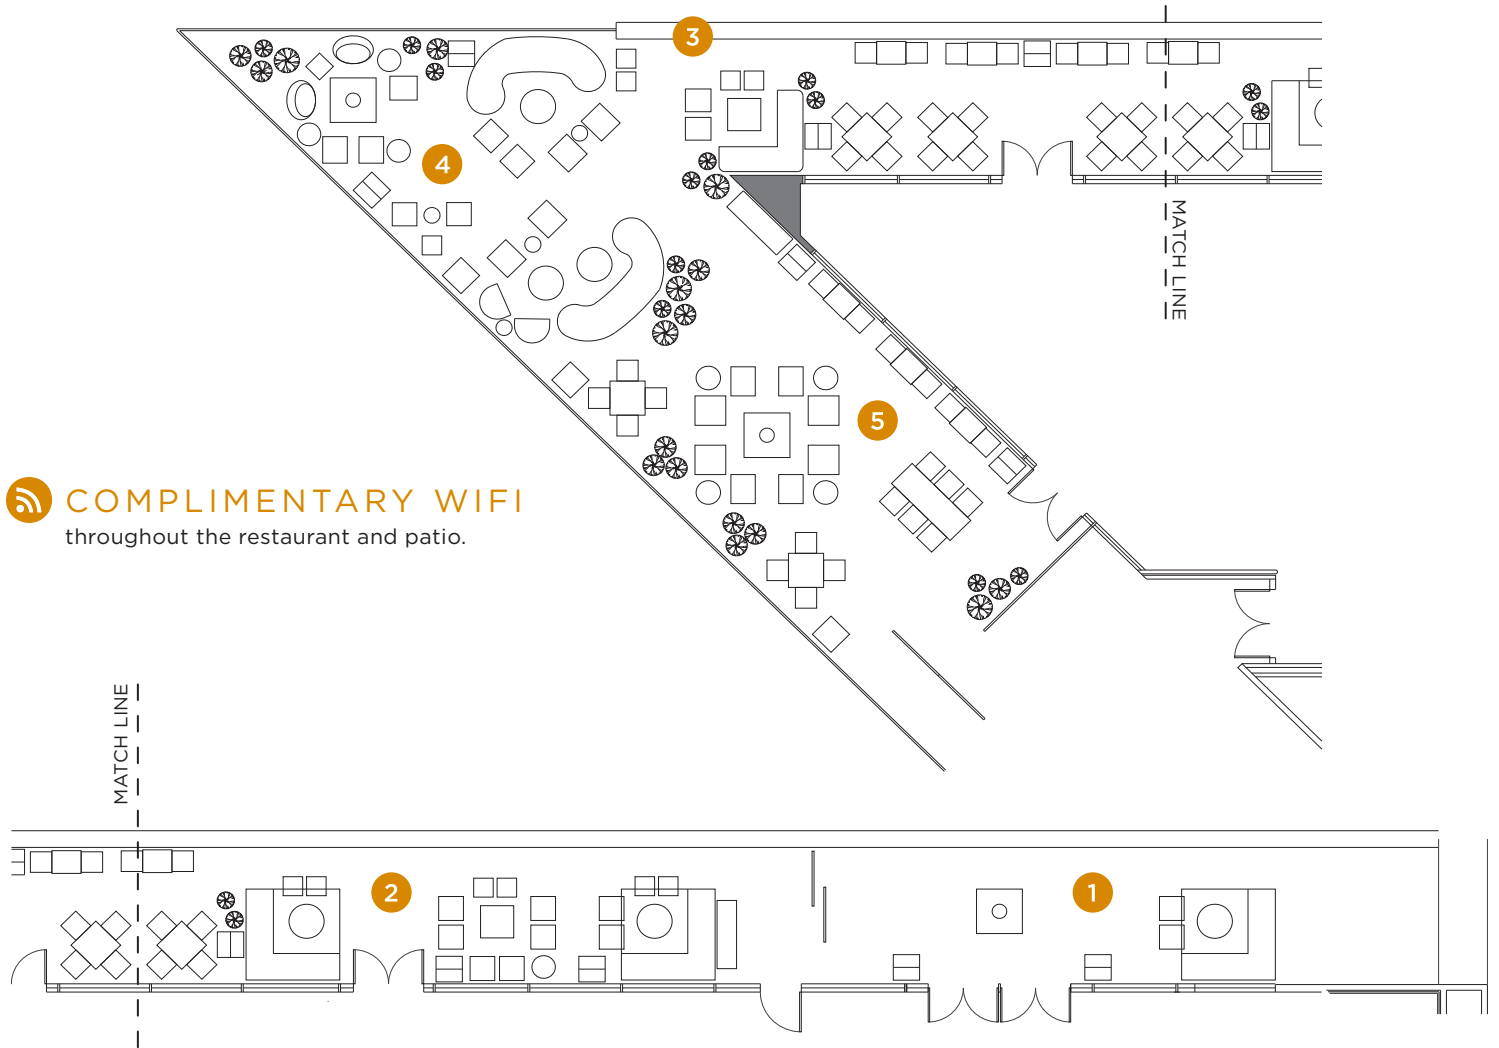 3
4
MATCH LINE
5
COMPLIMENTARY WIFI
throughout the restaurant and patio.
MATCH LINE
2
1